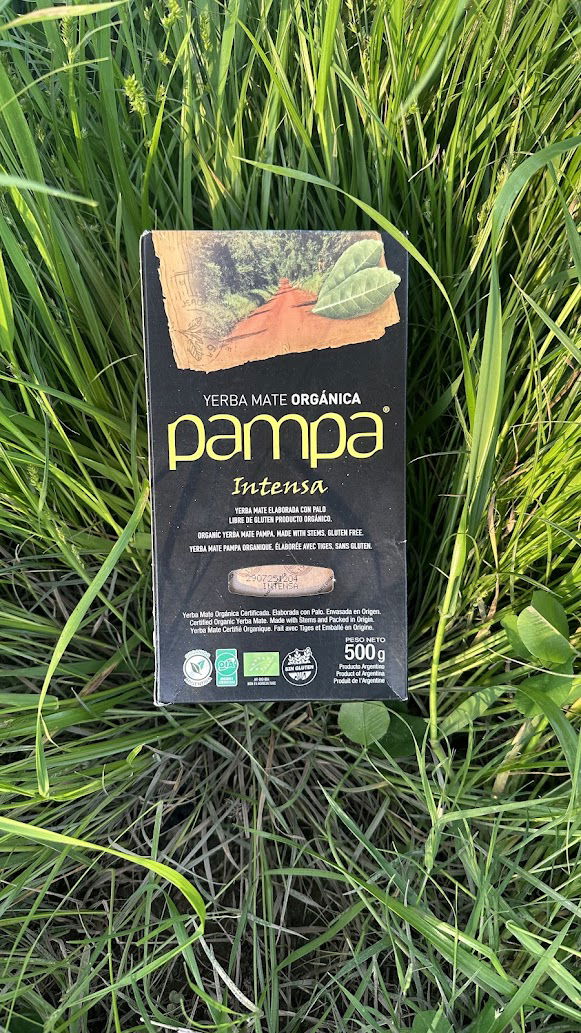 YERBA MATE ORGÁNICA
pampa®
Intensa
YERBA MATE ELABORADA CON PALO
LIBRE DE GLUTEN PRODUCTO ORGÁNICO.
ORGANIC YERBA MATE PAMPA, MADE WITH STEMS, GLUTEN FREE.
YERBA MATE PAMPA ORGANIQUE, ÉLABORÉE AVEC TIGES, SANS GLUTEN.
INTENSA
Yerba Mate Orgánica Certificada. Elaborada con Palo. Envasada en Origen.
Certified Organic Yerba Mate. Made with Stems and Packed in Origin.
Yerba Mate Certifié Organique. Fait avec Tiges et Emballé en Origine.
PESO NETO
500 g
Producto Argentino
Product of Argentina
Produit de l'Argentine
SIN GLUTEN